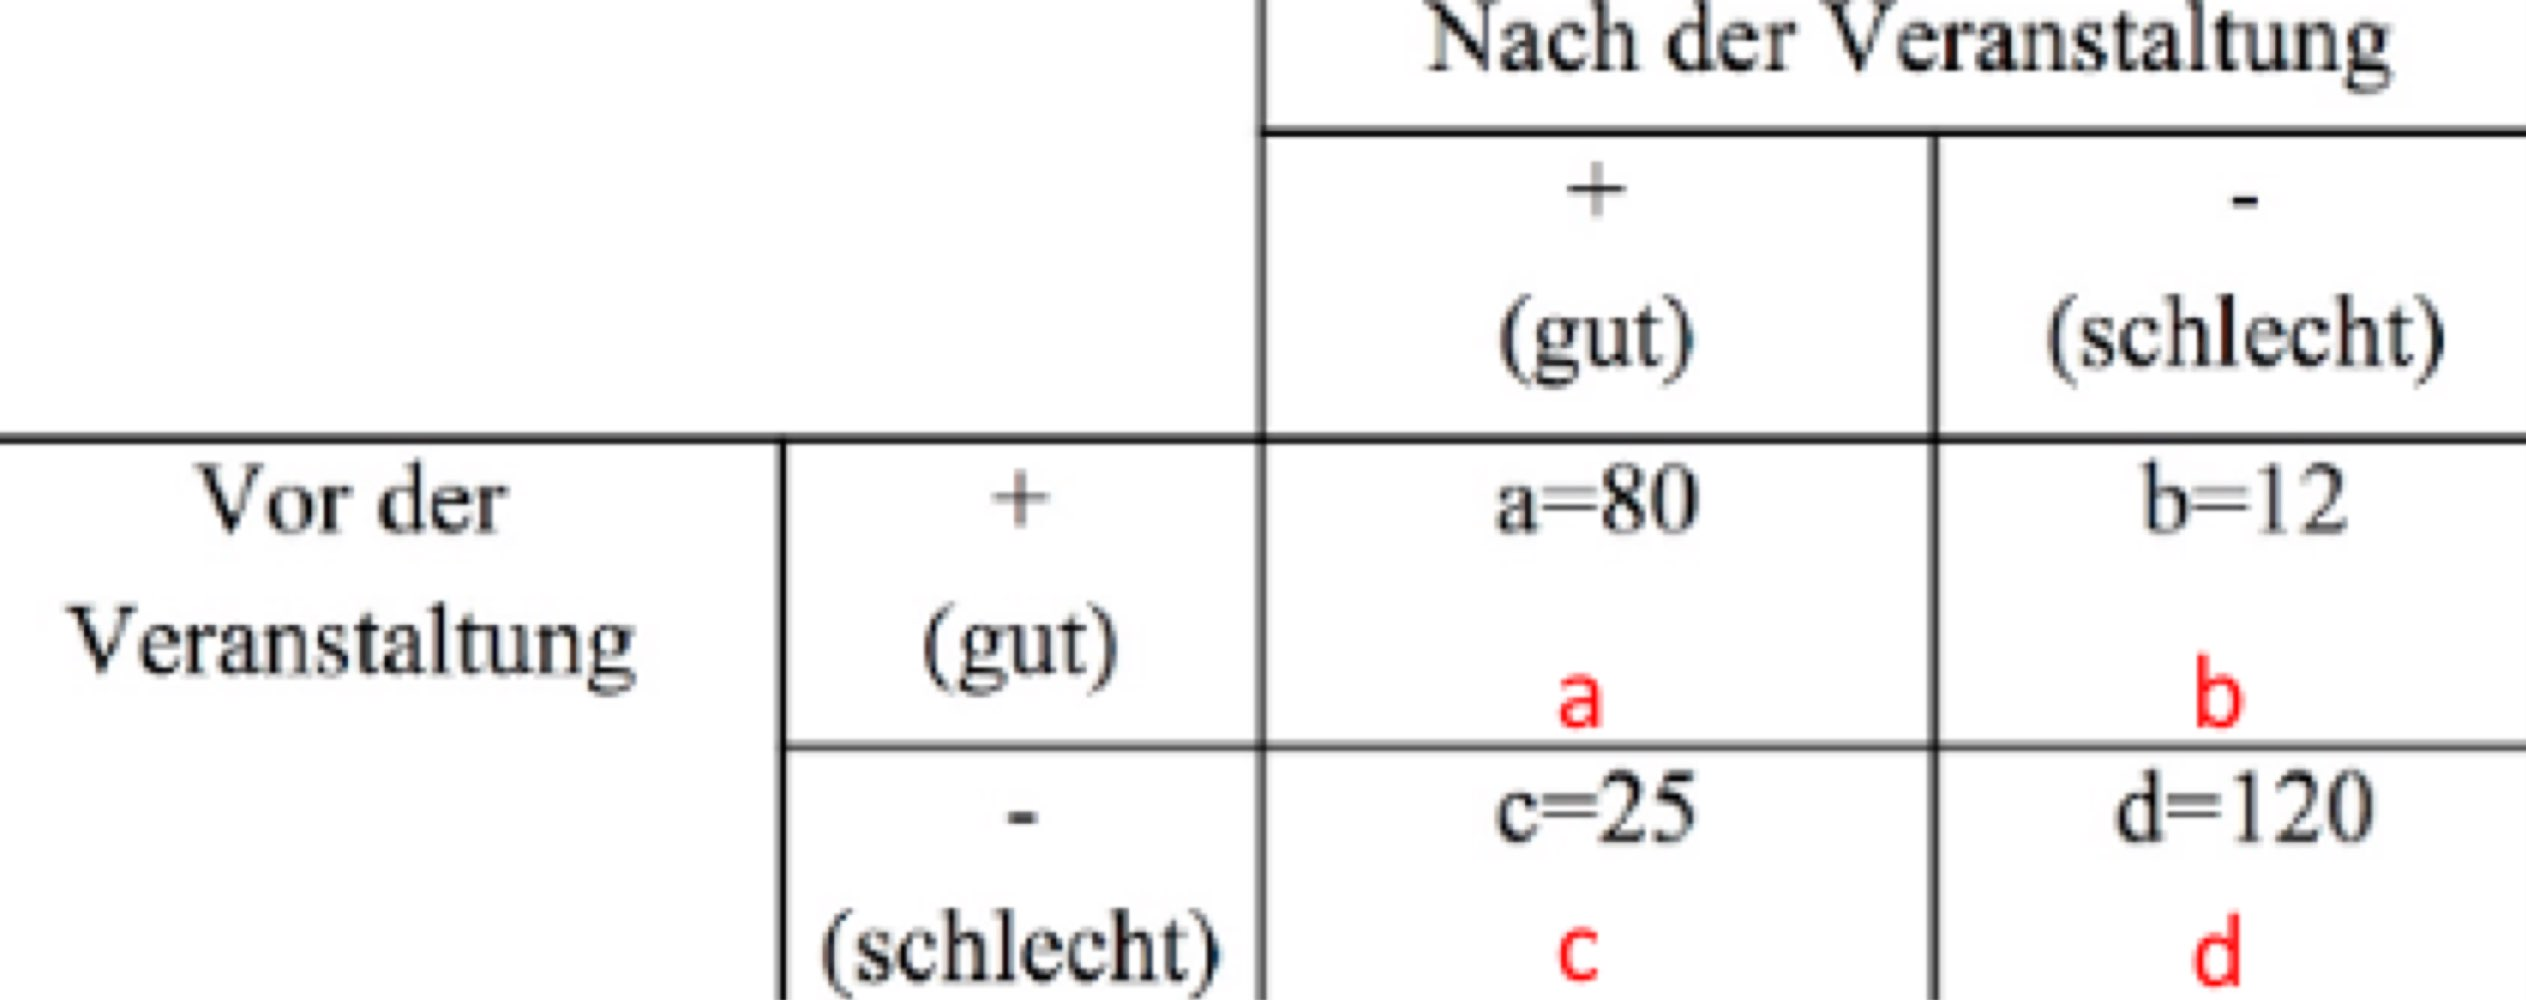 Nach der Veranstaltung
+ -
(gut) (schlecht)
Vor der + a=80 b=12
Veranstaltung (gut)
a b
- c=25 d=120
(schlecht) c d